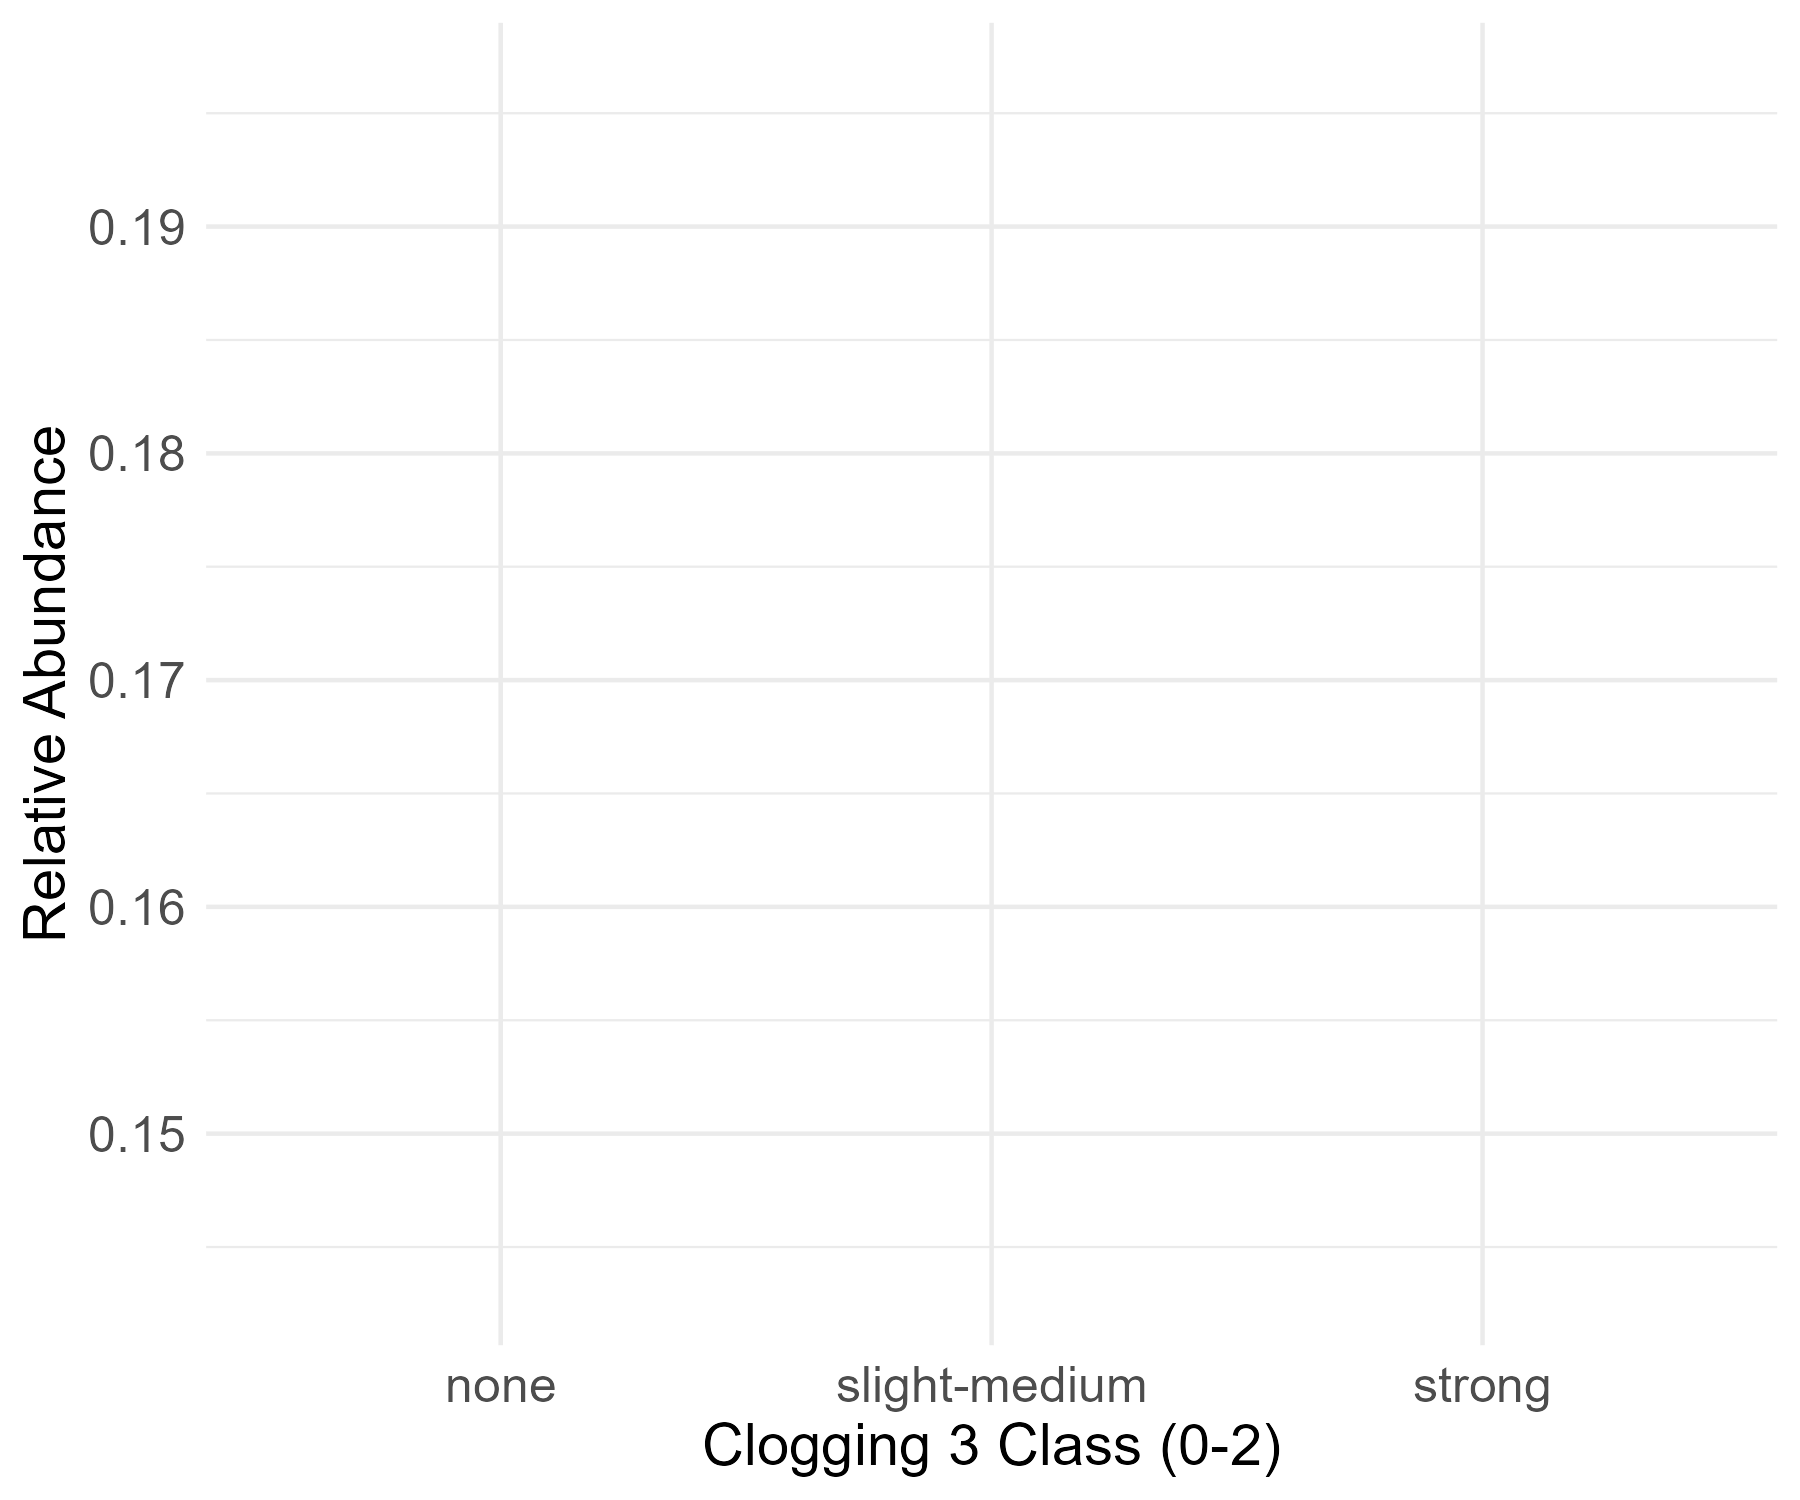 Relative Abundance
0.19
0.18
0.17
0.16
0.15
none slight-medium strong
Clogging 3 Class (0-2)